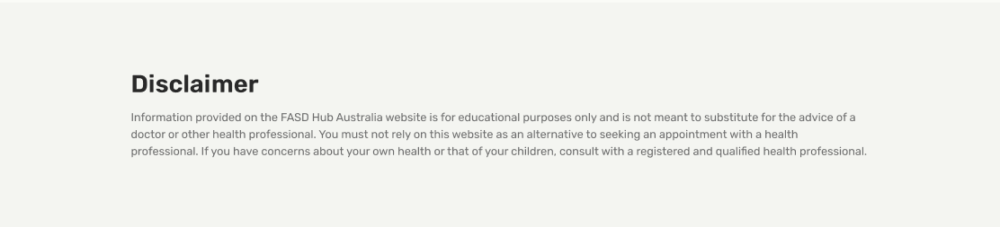 Disclaimer
Information provided on the FASD Hub Australia website is for educational purposes only and is not meant to substitute for the advice of a
doctor or other health professional. You must not rely on this website as an alternative to seeking an appointment with a health
professional. If you have concerns about your own health or that of your children, consult with a registered and qualified health professional.